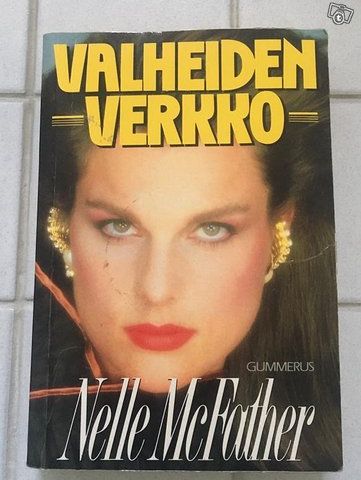 VALHEIDEN
VERKKO
GUMMERUS
Nelle McFather